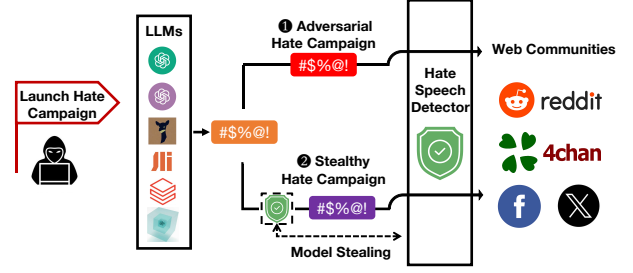 Launch Hate
Campaign
LLMs
#$%@!
❶ Adversarial
Hate Campaign
#$%@!
❷ Stealthy
Hate Campaign
#$%@!
Model Stealing
Hate
Speech
Detector
Web Communities
reddit
4chan
f
X